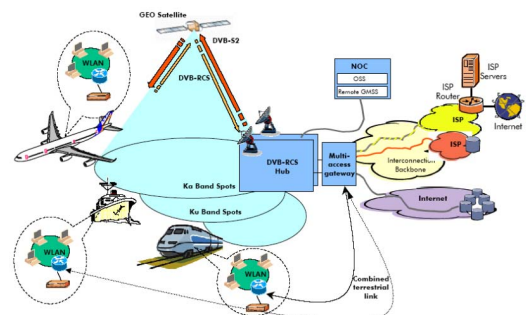 GEO Satellite
DVB-S2
DVB-RCS
WLAN
NOC
OSS
Remote GMSS
ISP
Servers
ISP
Router
Internet
ISP
ISP
DVB-RCS
Hub
Multi-
access
gateway
Interconnection
Backbone
Internet
Ka Band Spots
Ku Band Spots
WLAN
WLAN
Combined
terrestrial
link